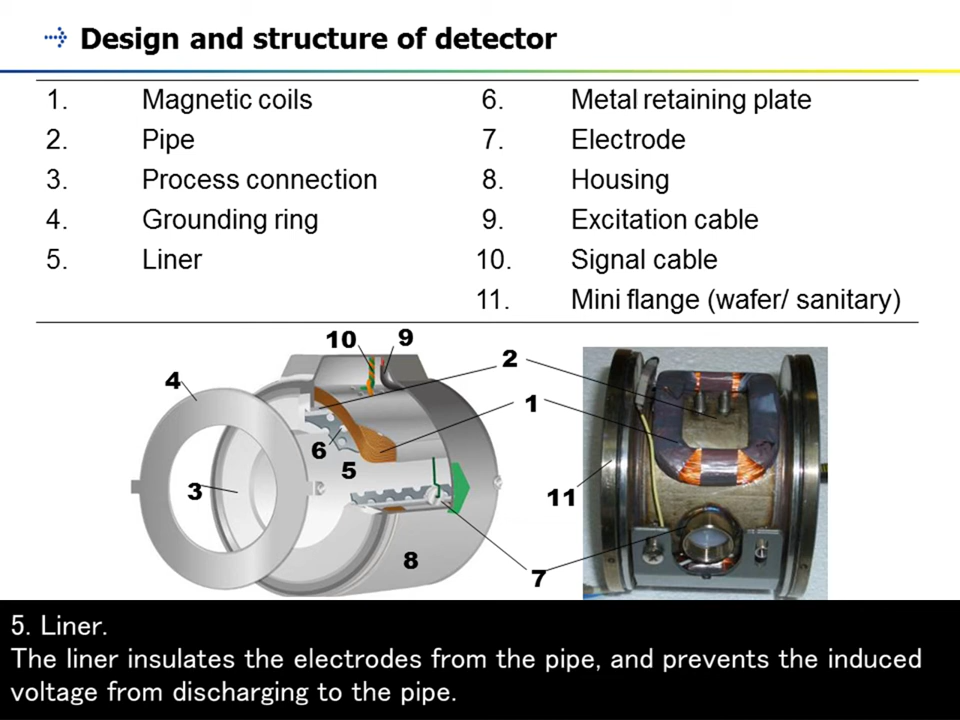 Design and structure of detector
1. Magnetic coils
2. Pipe
3. Process connection
4. Grounding ring
5. Liner
6. Metal retaining plate
7. Electrode
8. Housing
9. Excitation cable
10. Signal cable
11. Mini flange (wafer/ sanitary)
10
9
2
4
1
6
5
3
11
8
7
5. Liner.
The liner insulates the electrodes from the pipe, and prevents the induced
voltage from discharging to the pipe.